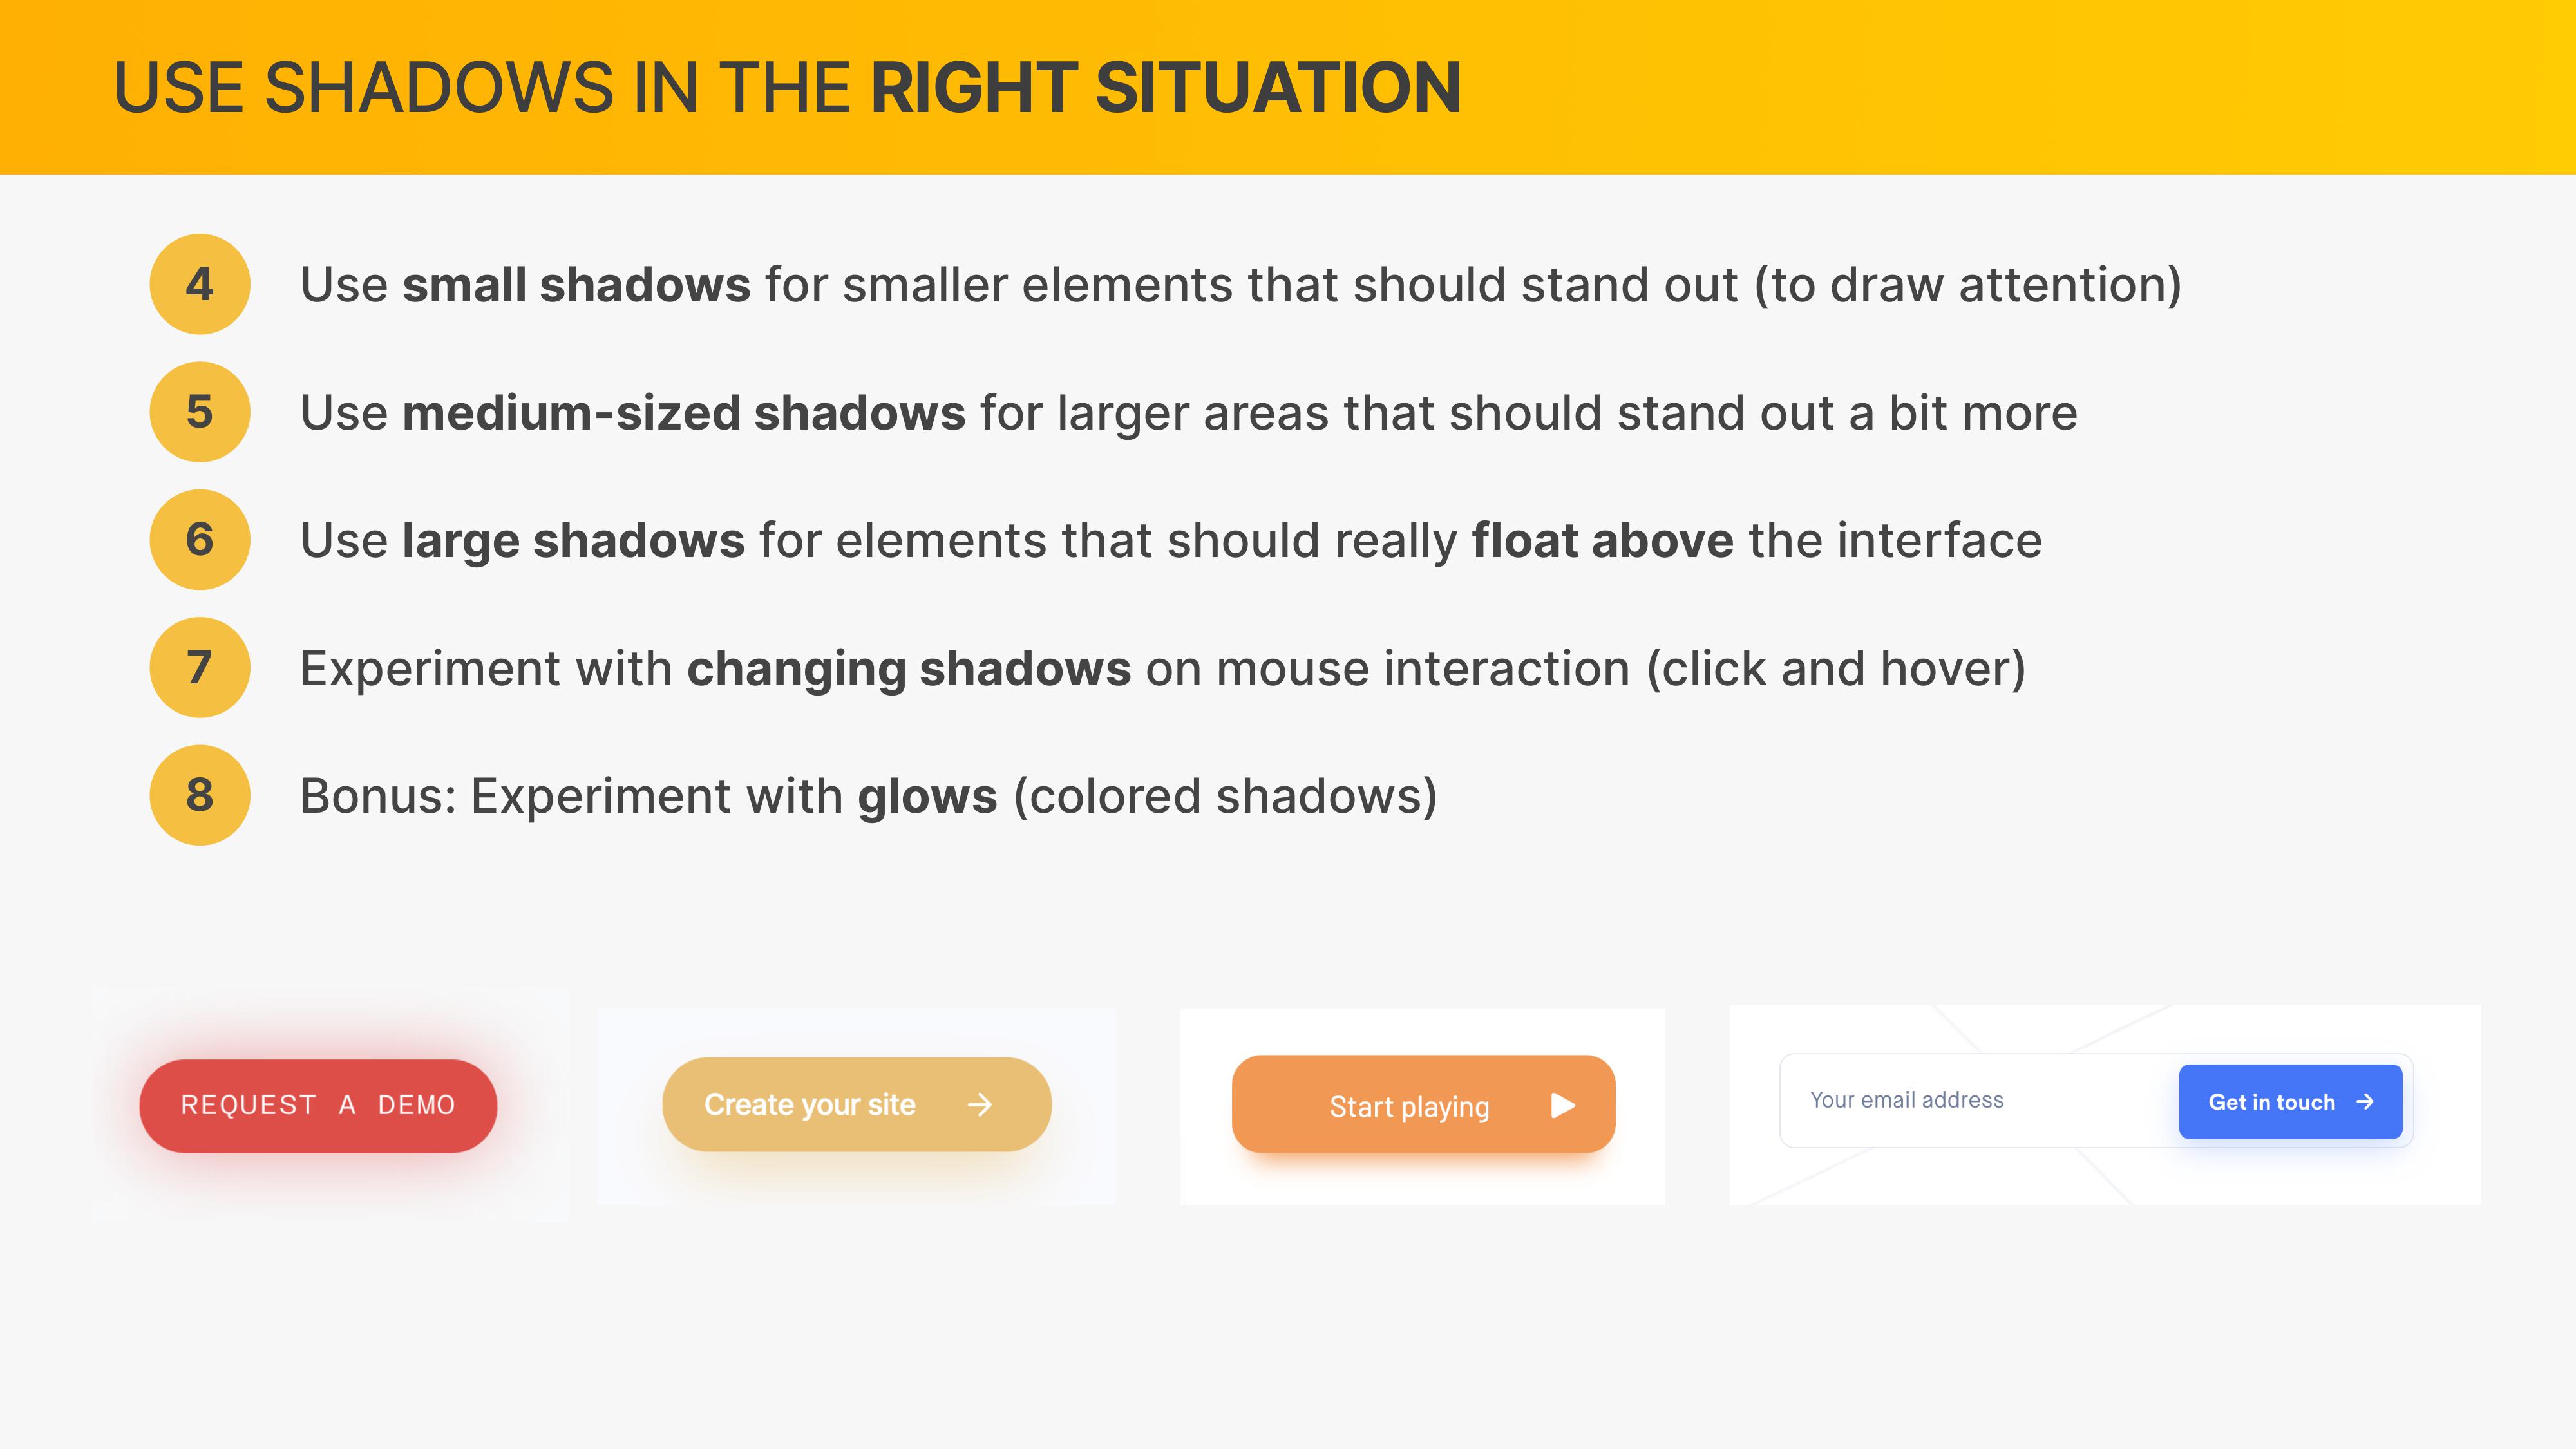 USE SHADOWS IN THE RIGHT SITUATION
4 Use small shadows for smaller elements that should stand out (to draw attention)
5 Use medium-sized shadows for larger areas that should stand out a bit more
6 Use large shadows for elements that should really float above the interface
7 Experiment with changing shadows on mouse interaction (click and hover)
8 Bonus: Experiment with glows (colored shadows)
REQUEST A DEMO
Create your site →
Start playing
Your email address
Get in touch →